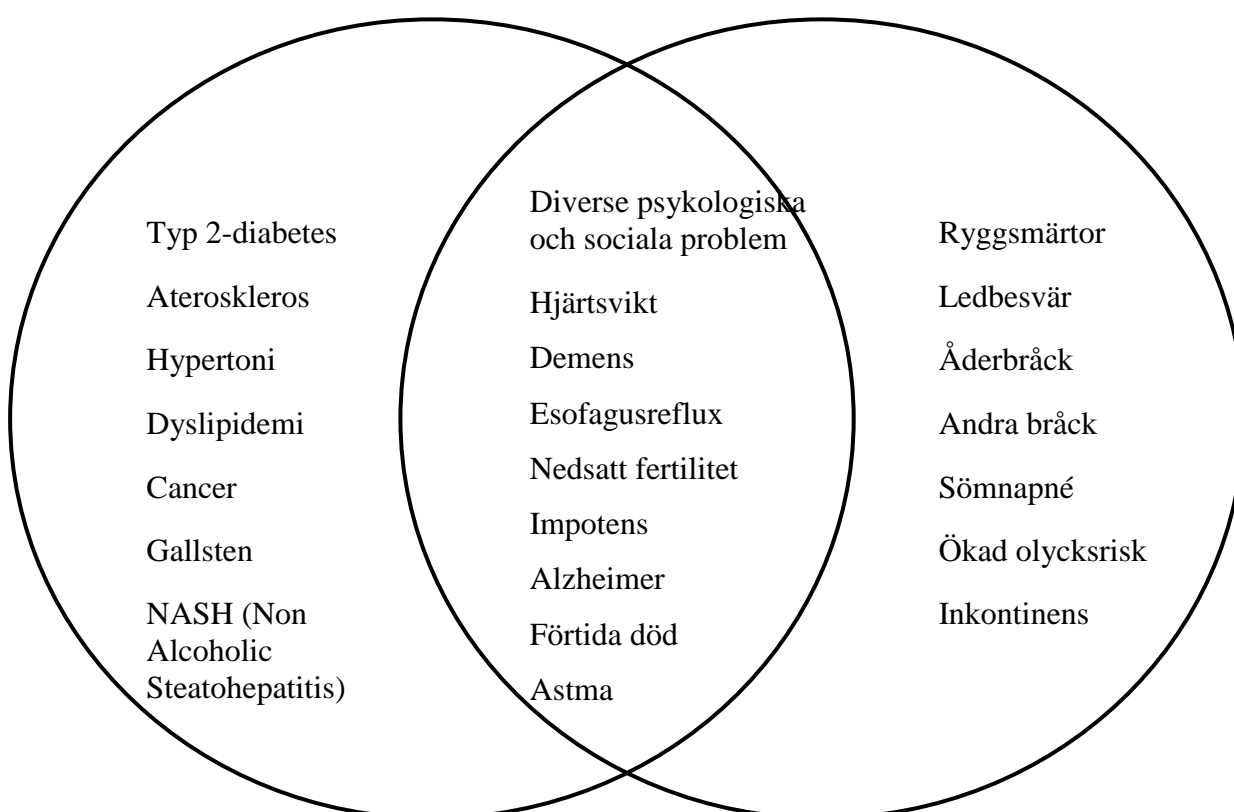 Typ 2-diabetes
Ateroskleros
Hypertoni
Dyslipidemi
Cancer
Gallsten
NASH (Non
Alcoholic
Steatohepatitis)
Diverse psykologiska
och sociala problem
Hjärtsvikt
Demens
Esofagusreflux
Nedsatt fertilitet
Impotens
Alzheimer
Förtida död
Astma
Ryggsmärtor
Ledbesvär
Åderbråck
Andra bråck
Sömnapné
Ökad olycksrisk
Inkontinens